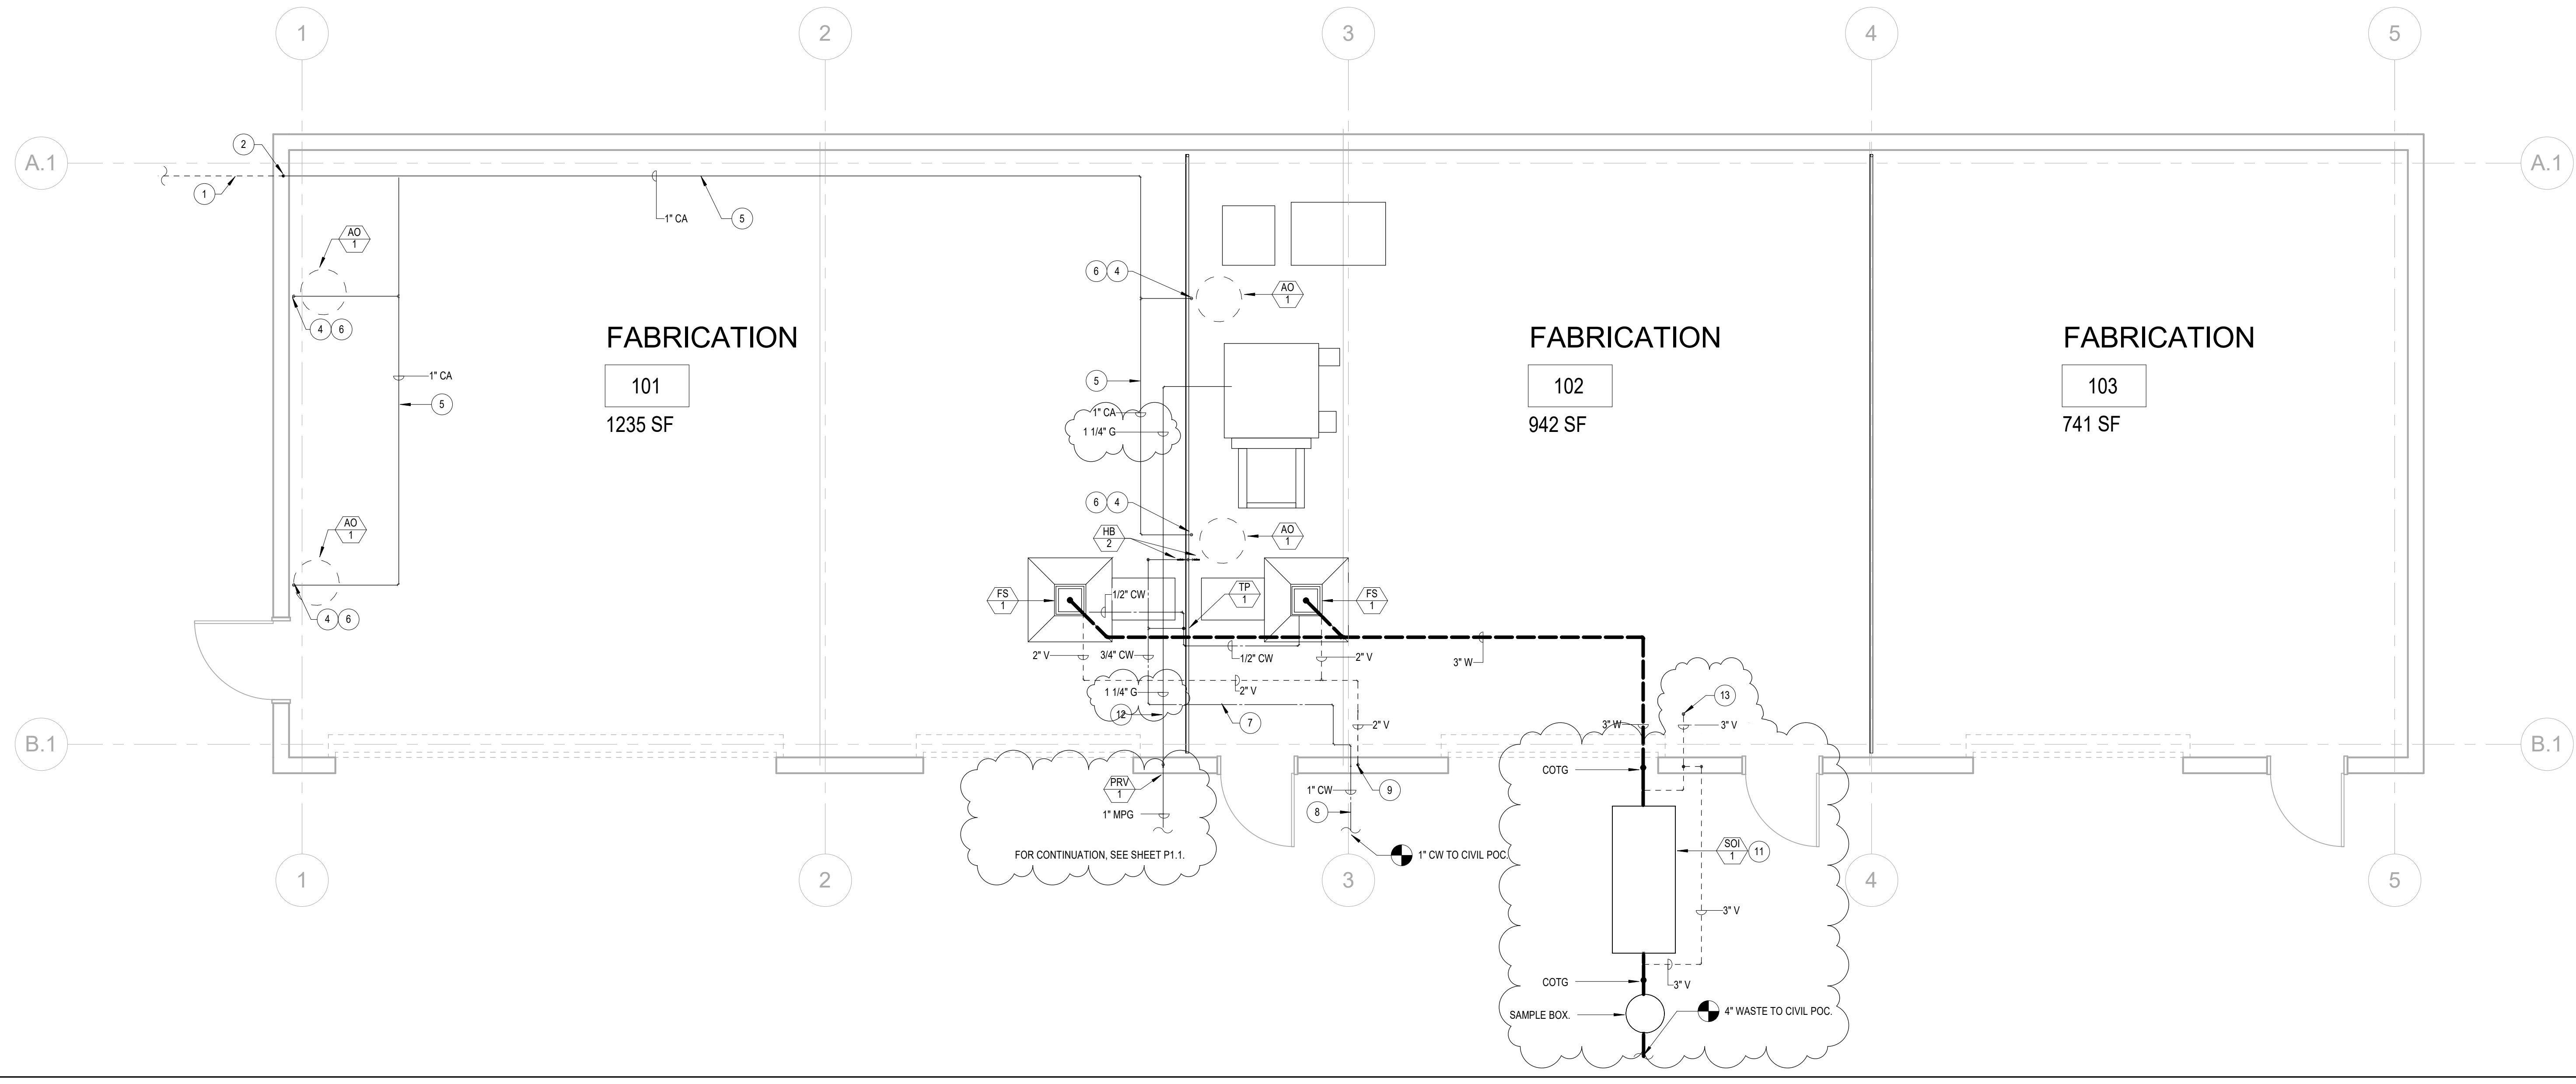 1
2
3
4
5
A.1
A.1
2
1
1" CA
5
AO
1
4
6
1" CA
5
AO
1
4
6
6
4
AO
1
FABRICATION
101
1235 SF
FABRICATION
102
942 SF
FABRICATION
103
741 SF
5
1" CA
1 1/4" G
6
4
HB
2
AO
1
FS
1
1/2" CW
TP
1
FS
1
2" V
3/4" CW
1/2" CW
2" V
3" W
1 1/4" G
2" V
12
7
2" V
13
3" W
3" V
B.1
B.1
COTG
PRV
1
1" CW
9
1" MPG
8
FOR CONTINUATION, SEE SHEET P1.1.
1" CW TO CIVIL POC.
SOI
1
11
1
2
3
4
5
3" V
COTG
3" V
SAMPLE BOX.
4" WASTE TO CIVIL POC.